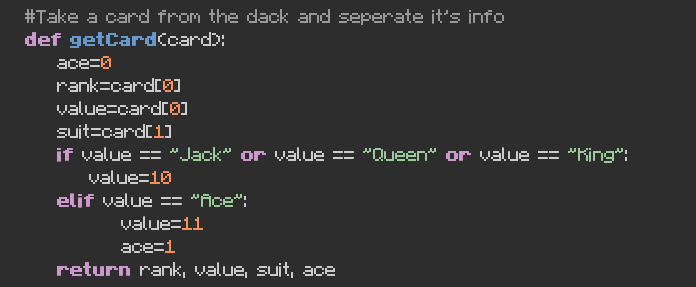 #Take a card from the dack and seperate it's info
def getCard(card):
ace=0
rank=card[0]
value=card[0]
suit=card[1]
if value == "Jack" or value == "Queen" or value == "King":
value=10
elif value == "Ace":
value=11
ace=1
return rank, value, suit, ace